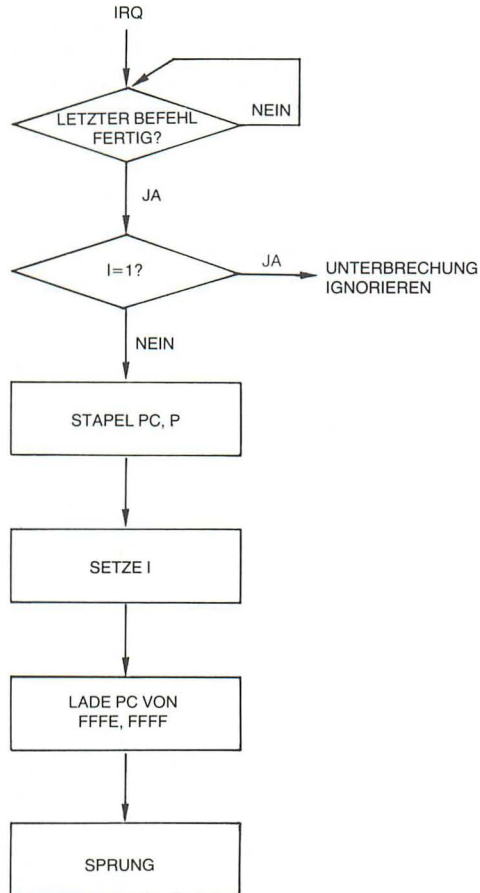 IRQ
LETZTER BEFEHL
FERTIG?
NEIN
JA
I=1?
JA
UNTERBRECHUNG
IGNORIEREN
NEIN
STAPEL PC, P
SETZE I
LADE PC VON
FFFE, FFFF
SPRUNG